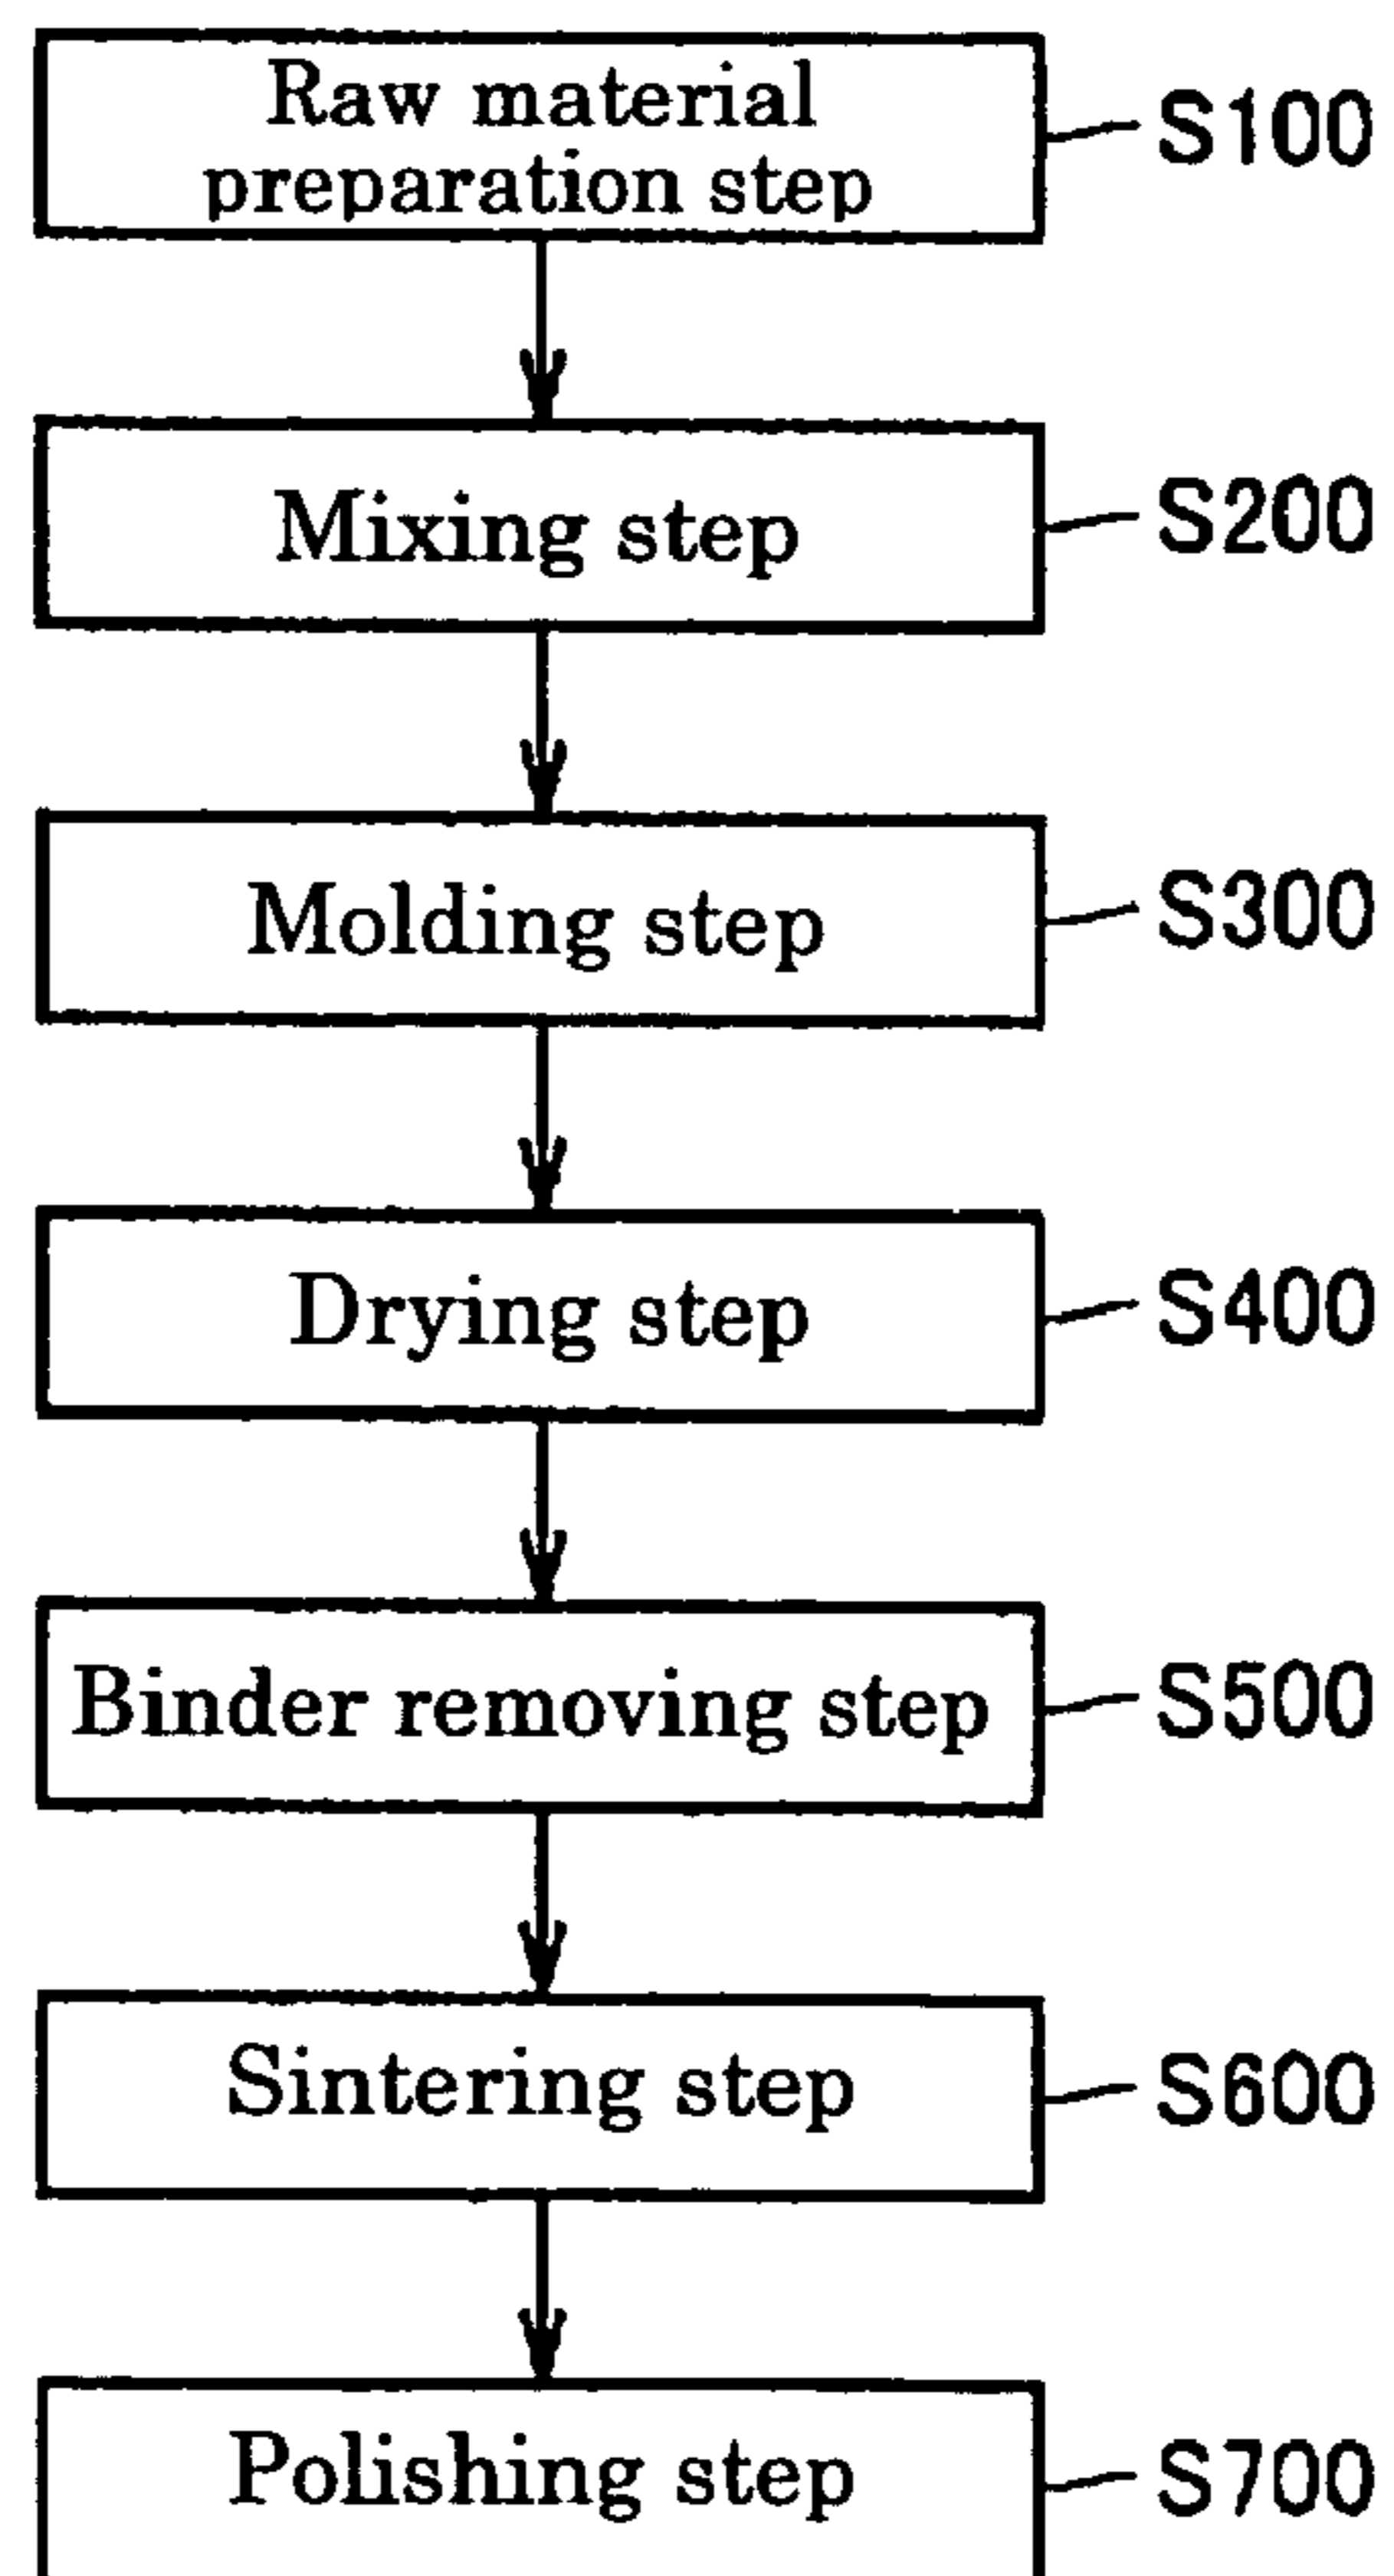 Raw material
preparation step
S100
Mixing step
S200
Molding step
S300
Drying step
S400
Binder removing step
S500
Sintering step
S600
Polishing step
S700